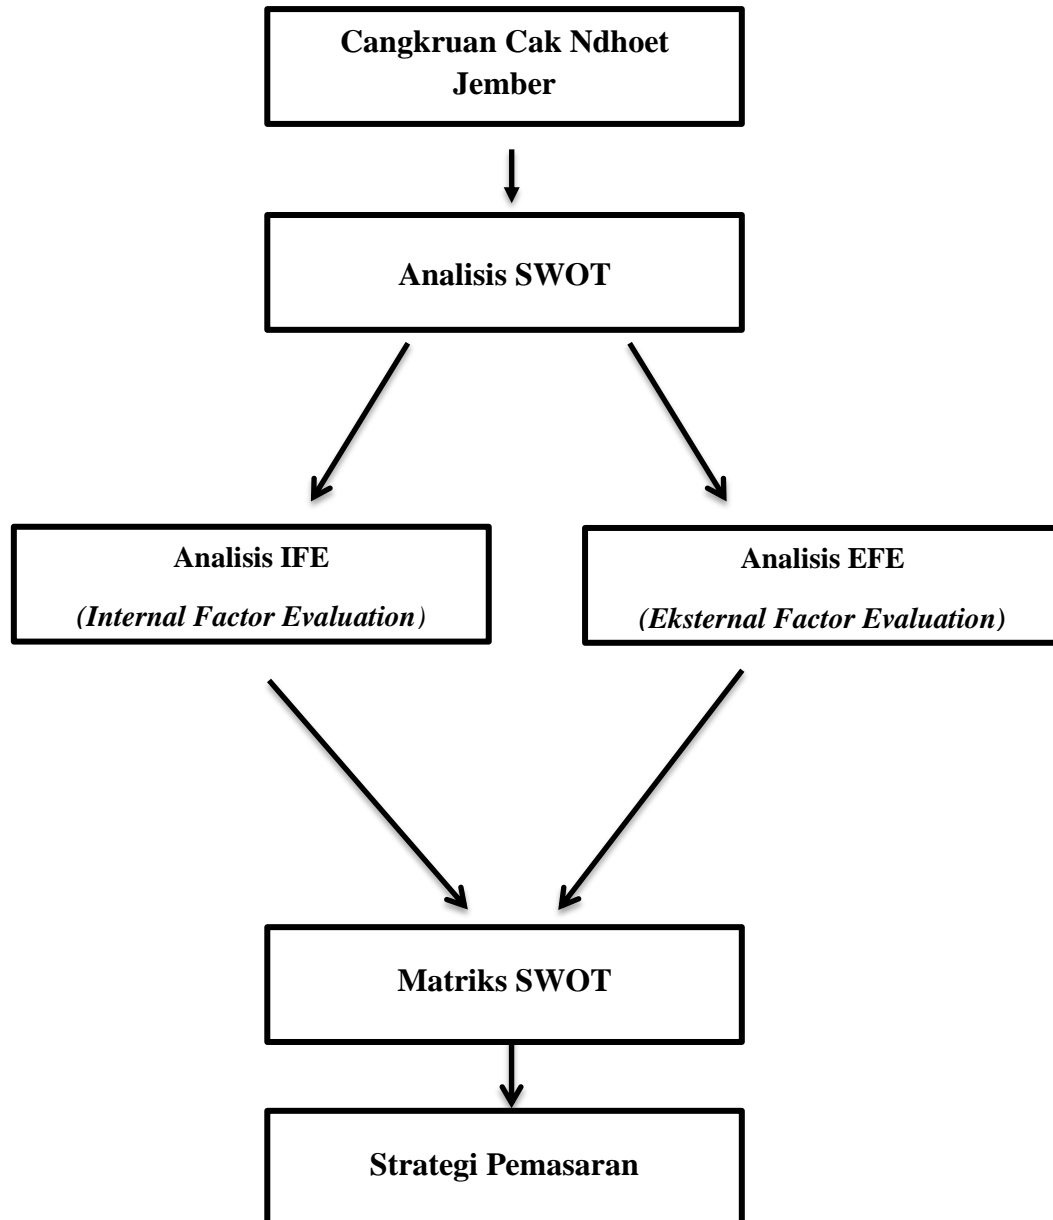 Cangkruan Cak Ndhoet
Jember
Analisis SWOT
Analisis IFE
(Internal Factor Evaluation)
Analisis EFE
(Eksternal Factor Evaluation)
Matriks SWOT
Strategi Pemasaran